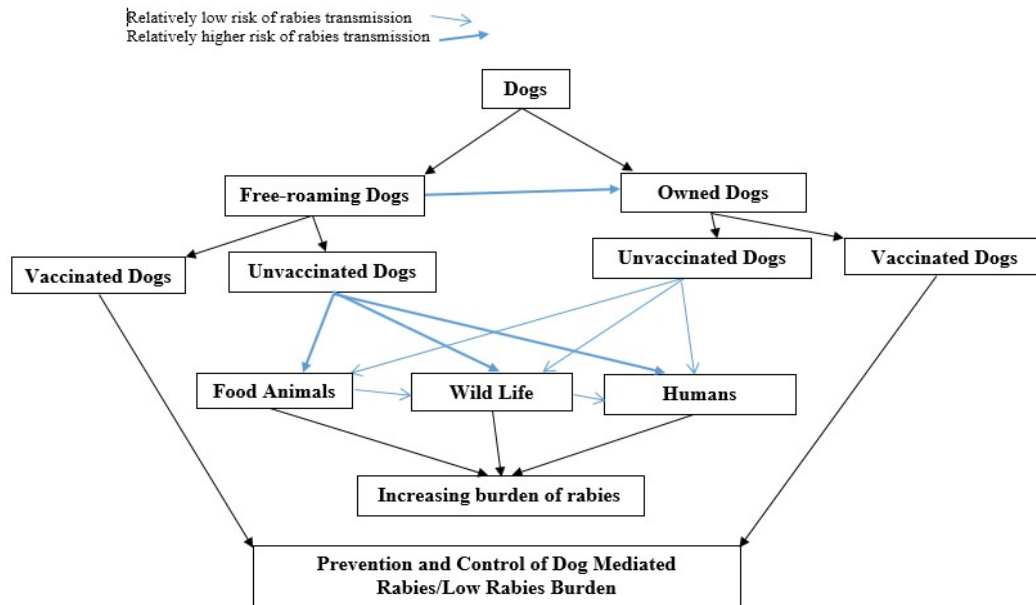 Relatively low risk of rabies transmission
Relatively higher risk of rabies transmission
Dogs
Free-roaming Dogs
Owned Dogs
Vaccinated Dogs
Unvaccinated Dogs
Unvaccinated Dogs
Vaccinated Dogs
Food Animals
Wild Life
Humans
Increasing burden of rabies
Prevention and Control of Dog Mediated
Rabies/Low Rabies Burden